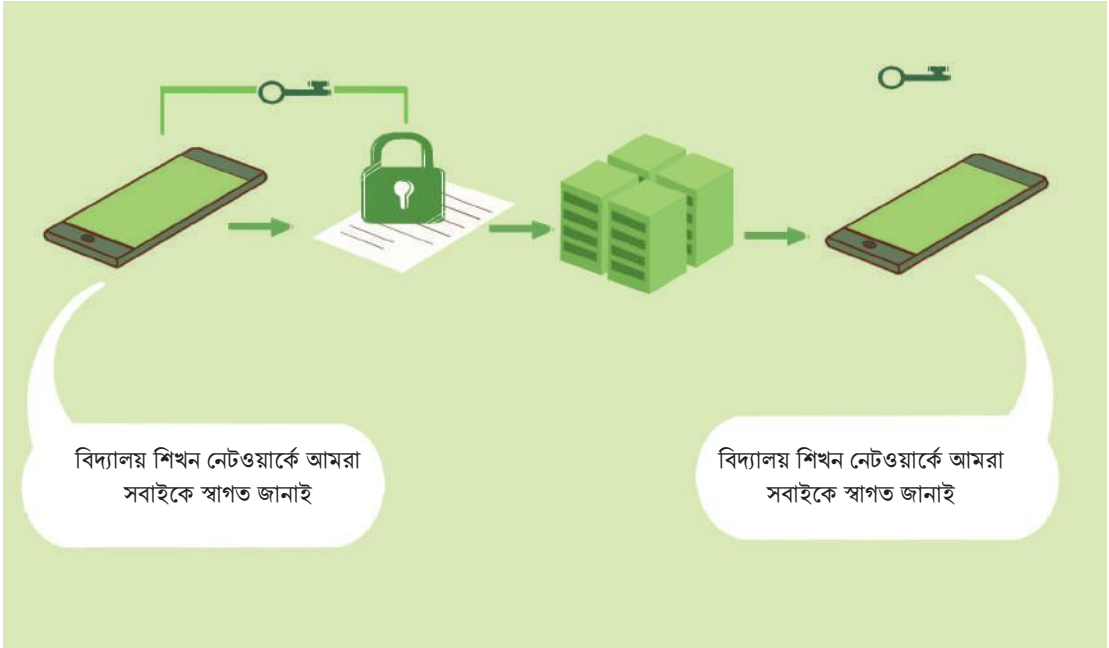 বিদ্যালয় শিখন নেটওয়ার্কে আমরা
সবাইকে স্বাগত জানাই
বিদ্যালয় শিখন নেটওয়ার্কে আমরা
সবাইকে স্বাগত জানাই